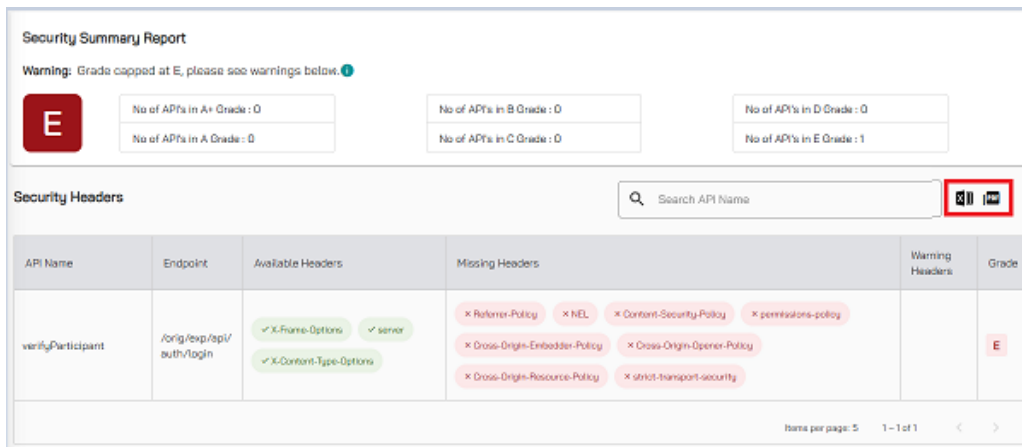 Security Summary Report
Warning: Grade capped at E, please see warnings below.
E
No of API's in A+ Grade : 0
No of API's in B Grade : 0
No of API's in D Grade : 0
No of API's in A Grade : 0
No of API's in C Grade : 0
No of API's in E Grade : 1
Security Headers
Search API Name
API Name
Endpoint
Available Headers
Missing Headers
Warning
Headers
Grade
verifyParticipant
/orig/exp/api/
auth/login
X-Frame-Options
server
X-Content-Type-Options
Referrer-Policy
NEL
Content-Security-Policy
permissions-policy
Cross-Origin-Embedder-Policy
Cross-Origin-Opener-Policy
Cross-Origin-Resource-Policy
strict-transport-security
E
Items per page: 5
1 – 1 of 1